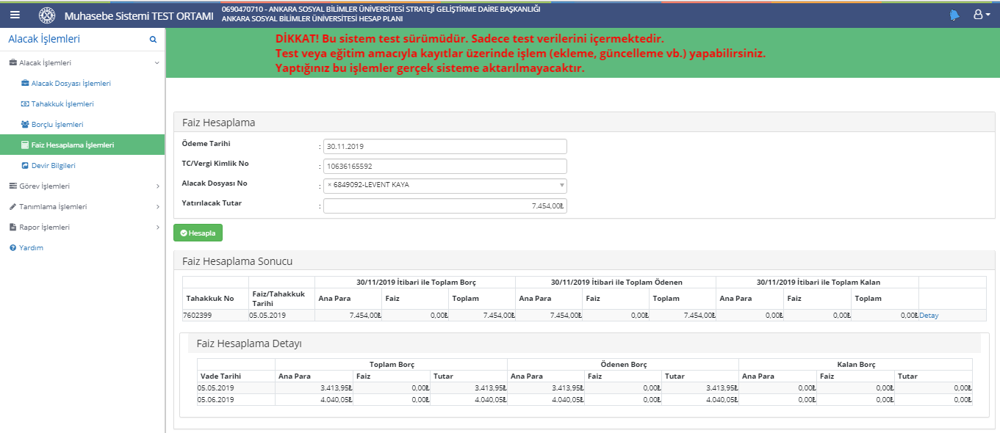 Muhasebe Sistemi TEST ORTAMI
0690470710 - ANKARA SOSYAL BİLİMLER ÜNİVERSİTESİ STRATEJİ GELİŞTİRME DAİRE BAŞKANLIĞI
ANKARA SOSYAL BİLİMLER ÜNİVERSİTESİ HESAP PLANI
Alacak İşlemleri
Alacak İşlemleri
Alacak Dosyası İşlemleri
Tahakkuk İşlemleri
Borçlu İşlemleri
Faiz Hesaplama İşlemleri
Devir Bilgileri
Görev İşlemleri
Tanımlama İşlemleri
Rapor İşlemleri
Yardım
DİKKAT! Bu sistem test sürümüdür. Sadece test verilerini içermektedir.
Test veya eğitim amacıyla kayıtlar üzerinde işlem (ekleme, güncelleme vb.) yapabilirsiniz.
Yaptığınız bu işlemler gerçek sisteme aktarılmayacaktır.
Faiz Hesaplama
Ödeme Tarihi : 30.11.2019
TC/Vergi Kimlik No : 10636165592
Alacak Dosyası No : × 6849092-LEVENT KAYA
Yatırılacak Tutar : 7.454,00₺
Hesapla
Faiz Hesaplama Sonucu
30/11/2019 İtibari ile Toplam Borç 30/11/2019 İtibari ile Toplam Ödenen 30/11/2019 İtibari ile Toplam Kalan
Tahakkuk No Faiz/Tahakkuk Tarihi Ana Para Faiz Toplam Ana Para Faiz Toplam Ana Para Faiz Toplam
7602399 05.05.2019 7.454,00₺ 0,00₺ 7.454,00₺ 7.454,00₺ 0,00₺ 7.454,00₺ 0,00₺ 0,00₺ 0,00₺ Detay
Faiz Hesaplama Detayı
Toplam Borç Ödenen Borç Kalan Borç
Vade Tarihi Ana Para Faiz Tutar Ana Para Faiz Tutar Ana Para Faiz Tutar
05.05.2019 3.413,95₺ 0,00₺ 3.413,95₺ 3.413,95₺ 0,00₺ 3.413,95₺ 0,00₺ 0,00₺ 0,00₺
05.06.2019 4.040,05₺ 0,00₺ 4.040,05₺ 4.040,05₺ 0,00₺ 4.040,05₺ 0,00₺ 0,00₺ 0,00₺